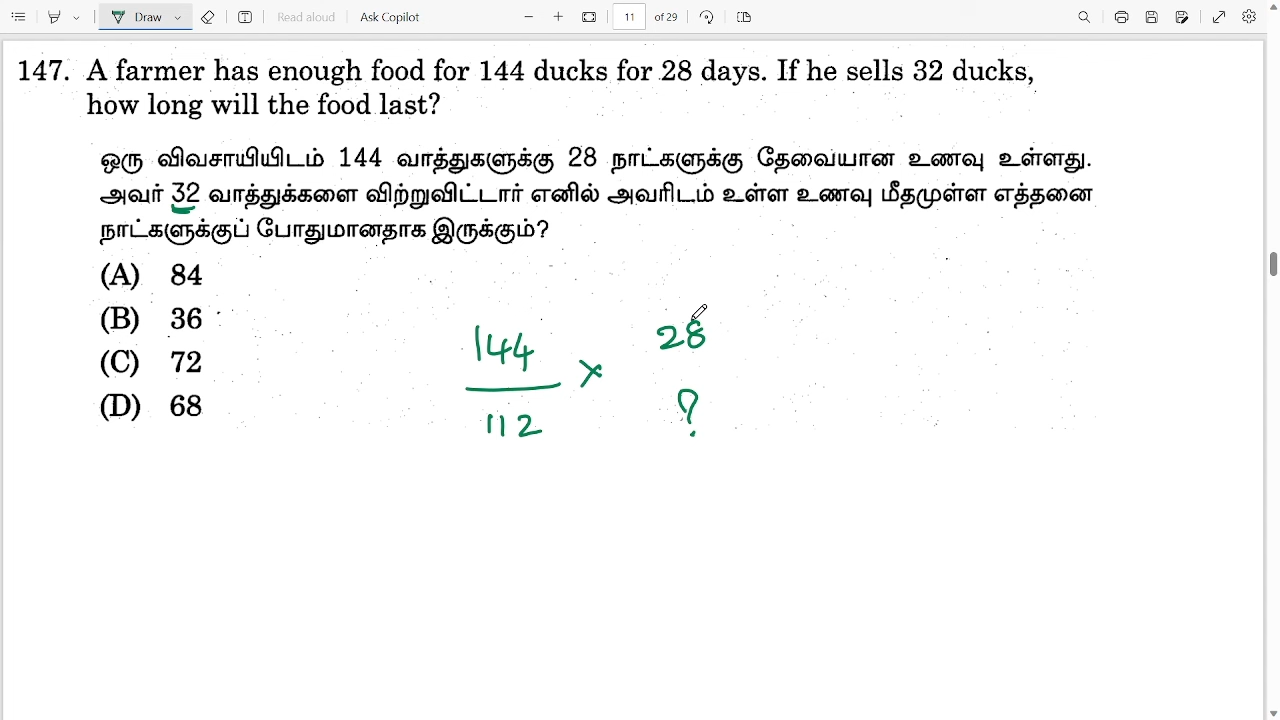 Draw
Read aloud
Ask Copilot
11
of 29
147. A farmer has enough food for 144 ducks for 28 days. If he sells 32 ducks,
how long will the food last?
ஒரு விவசாயியிடம் 144 வாத்துகளுக்கு 28 நாட்களுக்கு தேவையான உணவு உள்ளது.
அவர் 32 வாத்துக்களை விற்றுவிட்டார் எனில் அவரிடம் உள்ள உணவு மீதமுள்ள எத்தனை
நாட்களுக்குப் போதுமானதாக இருக்கும்?
(A) 84
(B) 36
(C) 72
(D) 68
144 × 28
112 ?